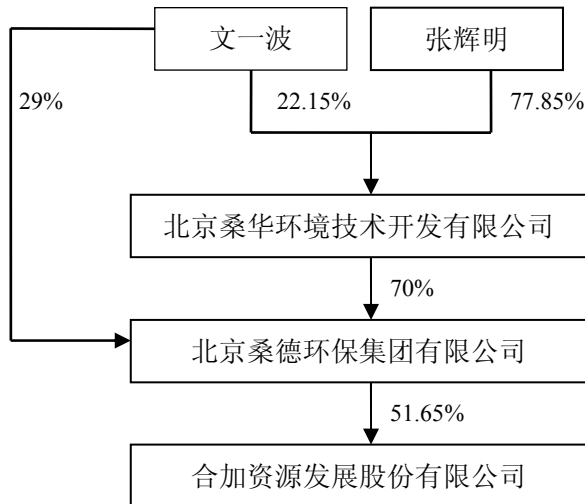 文一波
张辉明
29%
22.15%
77.85%
北京桑华环境技术开发有限公司
70%
北京桑德环保集团有限公司
51.65%
合加资源发展股份有限公司